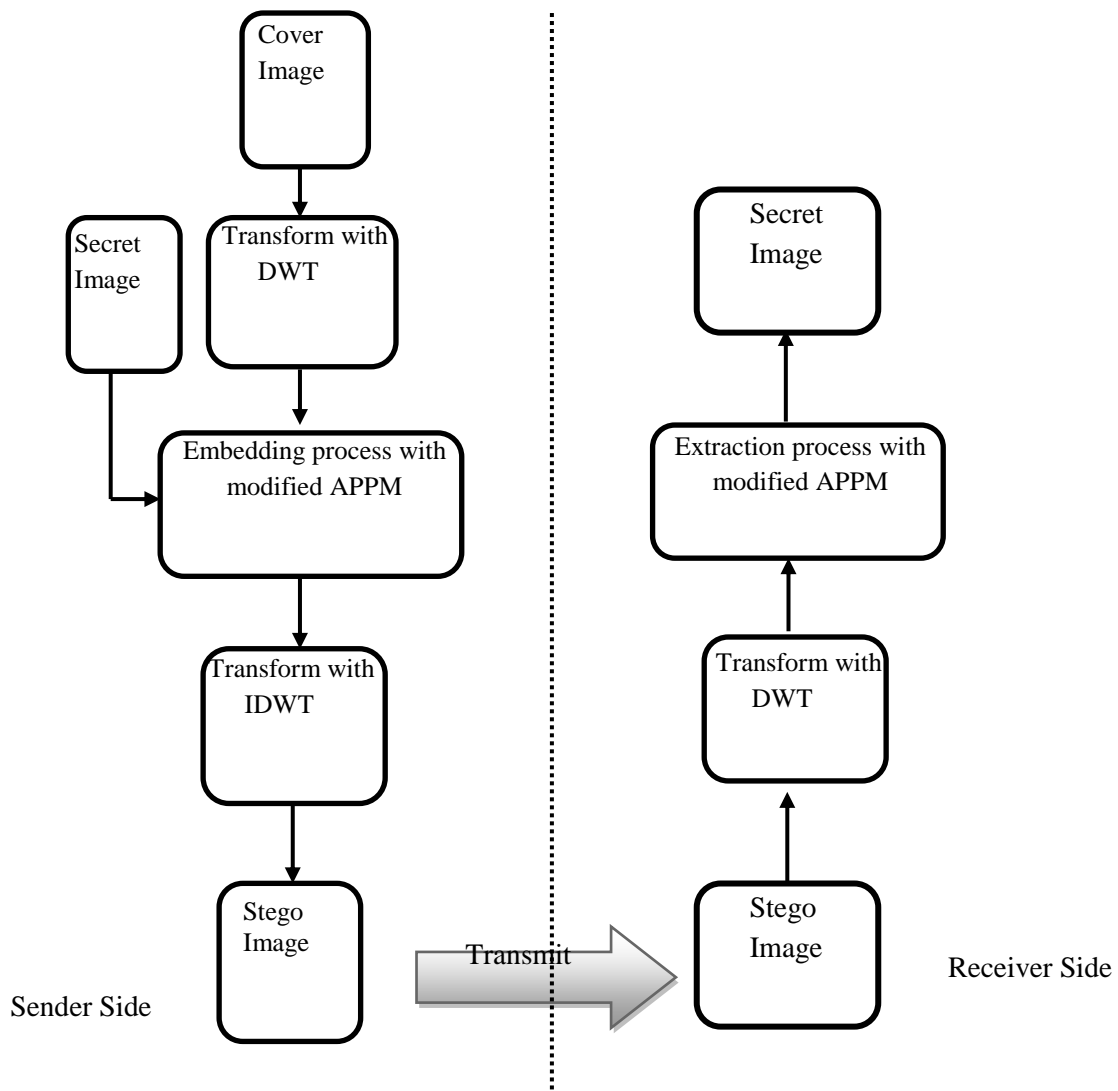 Cover
Image
Secret
Image
Transform with
DWT
Embedding process with
modified APPM
Transform with
IDWT
Stego
Image
Sender Side
Transmit
Secret
Image
Extraction process with
modified APPM
Transform with
DWT
Stego
Image
Receiver Side